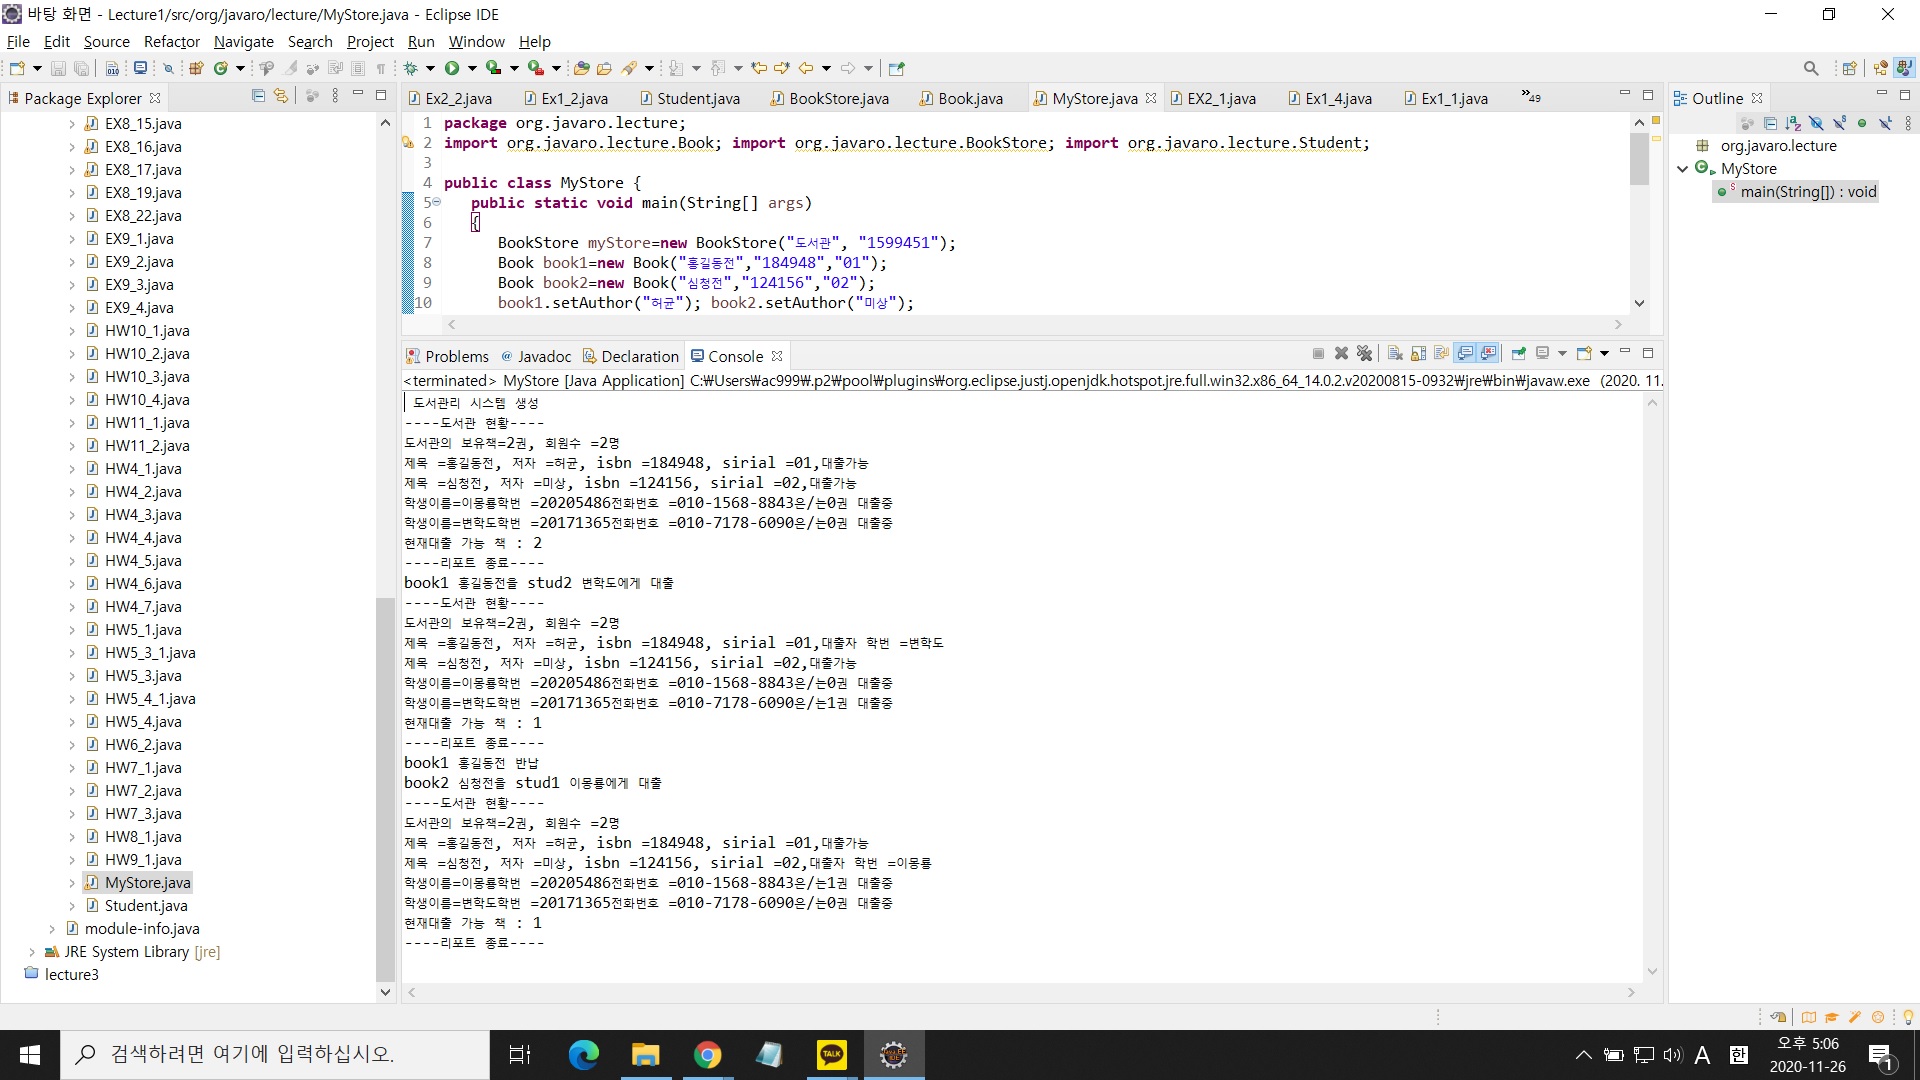 바탕 화면 - Lecture1/src/org/javaro/lecture/MyStore.java - Eclipse IDE
File Edit Source Refactor Navigate Search Project Run Window Help
Package Explorer
EX8_15.java
EX8_16.java
EX8_17.java
EX8_19.java
EX8_22.java
EX9_1.java
EX9_2.java
EX9_3.java
EX9_4.java
HW10_1.java
HW10_2.java
HW10_3.java
HW10_4.java
HW11_1.java
HW11_2.java
HW4_1.java
HW4_2.java
HW4_3.java
HW4_4.java
HW4_5.java
HW4_6.java
HW4_7.java
HW5_1.java
HW5_3_1.java
HW5_3.java
HW5_4_1.java
HW5_4.java
HW6_2.java
HW7_1.java
HW7_2.java
HW7_3.java
HW8_1.java
HW9_1.java
MyStore.java
Student.java
module-info.java
JRE System Library [jre]
lecture3
Ex2_2.java Ex1_2.java Student.java BookStore.java Book.java MyStore.java EX2_1.java Ex1_4.java Ex1_1.java »49
1 package org.javaro.lecture;
2 import org.javaro.lecture.Book; import org.javaro.lecture.BookStore; import org.javaro.lecture.Student;
3
4 public class MyStore {
5 public static void main(String[] args)
6 {
7 BookStore myStore=new BookStore("도서관", "1599451");
8 Book book1=new Book("홍길동전","184948","01");
9 Book book2=new Book("심청전","124156","02");
10 book1.setAuthor("허균"); book2.setAuthor("미상");
Problems @ Javadoc Declaration Console
<terminated> MyStore [Java Application] C:₩Users₩ac999₩.p2₩pool₩plugins₩org.eclipse.justj.openjdk.hotspot.jre.full.win32.x86_64_14.0.2.v20200815-0932₩jre₩bin₩javaw.exe (2020. 11.
도서관리 시스템 생성
----도서관 현황----
도서관의 보유책=2권, 회원수 =2명
제목 =홍길동전, 저자 =허균, isbn =184948, sirial =01,대출가능
제목 =심청전, 저자 =미상, isbn =124156, sirial =02,대출가능
학생이름=이몽룡학번 =20205486전화번호 =010-1568-8843은/는0권 대출중
학생이름=변학도학번 =20171365전화번호 =010-7178-6090은/는0권 대출중
현재대출 가능 책 : 2
----리포트 종료----
book1 홍길동전을 stud2 변학도에게 대출
----도서관 현황----
도서관의 보유책=2권, 회원수 =2명
제목 =홍길동전, 저자 =허균, isbn =184948, sirial =01,대출자 학번 =변학도
제목 =심청전, 저자 =미상, isbn =124156, sirial =02,대출가능
학생이름=이몽룡학번 =20205486전화번호 =010-1568-8843은/는0권 대출중
학생이름=변학도학번 =20171365전화번호 =010-7178-6090은/는1권 대출중
현재대출 가능 책 : 1
----리포트 종료----
book1 홍길동전 반납
book2 심청전을 stud1 이몽룡에게 대출
----도서관 현황----
도서관의 보유책=2권, 회원수 =2명
제목 =홍길동전, 저자 =허균, isbn =184948, sirial =01,대출가능
제목 =심청전, 저자 =미상, isbn =124156, sirial =02,대출자 학번 =이몽룡
학생이름=이몽룡학번 =20205486전화번호 =010-1568-8843은/는1권 대출중
학생이름=변학도학번 =20171365전화번호 =010-7178-6090은/는0권 대출중
현재대출 가능 책 : 1
----리포트 종료----
Outline
org.javaro.lecture
MyStore
main(String[]) : void
검색하려면 여기에 입력하십시오.
TALK
A 한
오후 5:06
2020-11-26
1